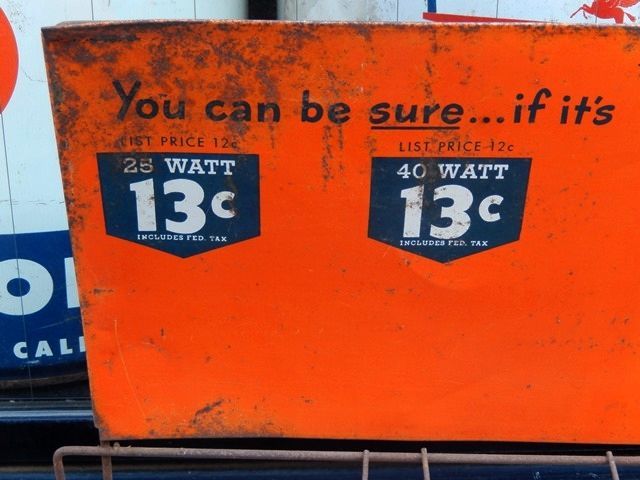 You can be sure...if it's
LIST PRICE 12c
25 WATT
13c
INCLUDES FED. TAX
LIST PRICE 12c
40 WATT
13c
INCLUDES FED. TAX
CALI